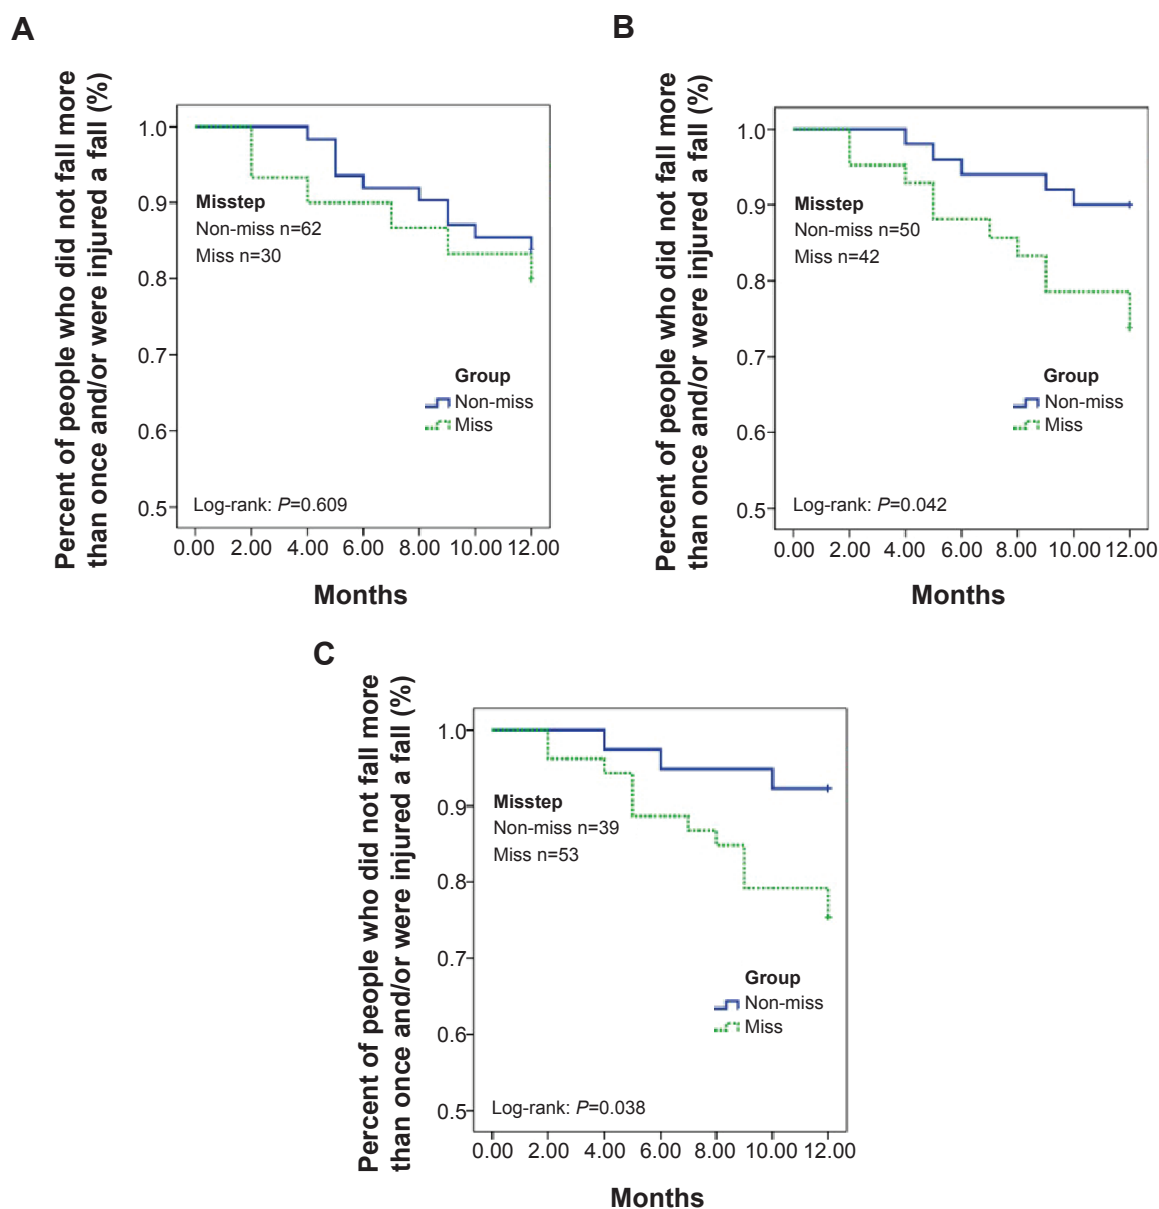 A
Percent of people who did not fall more
than once and/or were injured a fall (%)
1.0
0.9
0.8
0.7
0.6
0.5
Misstep
Non-miss n=62
Miss n=30
Group
Non-miss
Miss
Log-rank: P=0.609
0.00 2.00 4.00 6.00 8.00 10.00 12.00
Months
B
Percent of people who did not fall more
than once and/or were injured a fall (%)
1.0
0.9
0.8
0.7
0.6
0.5
Misstep
Non-miss n=50
Miss n=42
Group
Non-miss
Miss
Log-rank: P=0.042
0.00 2.00 4.00 6.00 8.00 10.00 12.00
Months
C
Percent of people who did not fall more
than once and/or were injured a fall (%)
1.0
0.9
0.8
0.7
0.6
0.5
Misstep
Non-miss n=39
Miss n=53
Group
Non-miss
Miss
Log-rank: P=0.038
0.00 2.00 4.00 6.00 8.00 10.00 12.00
Months